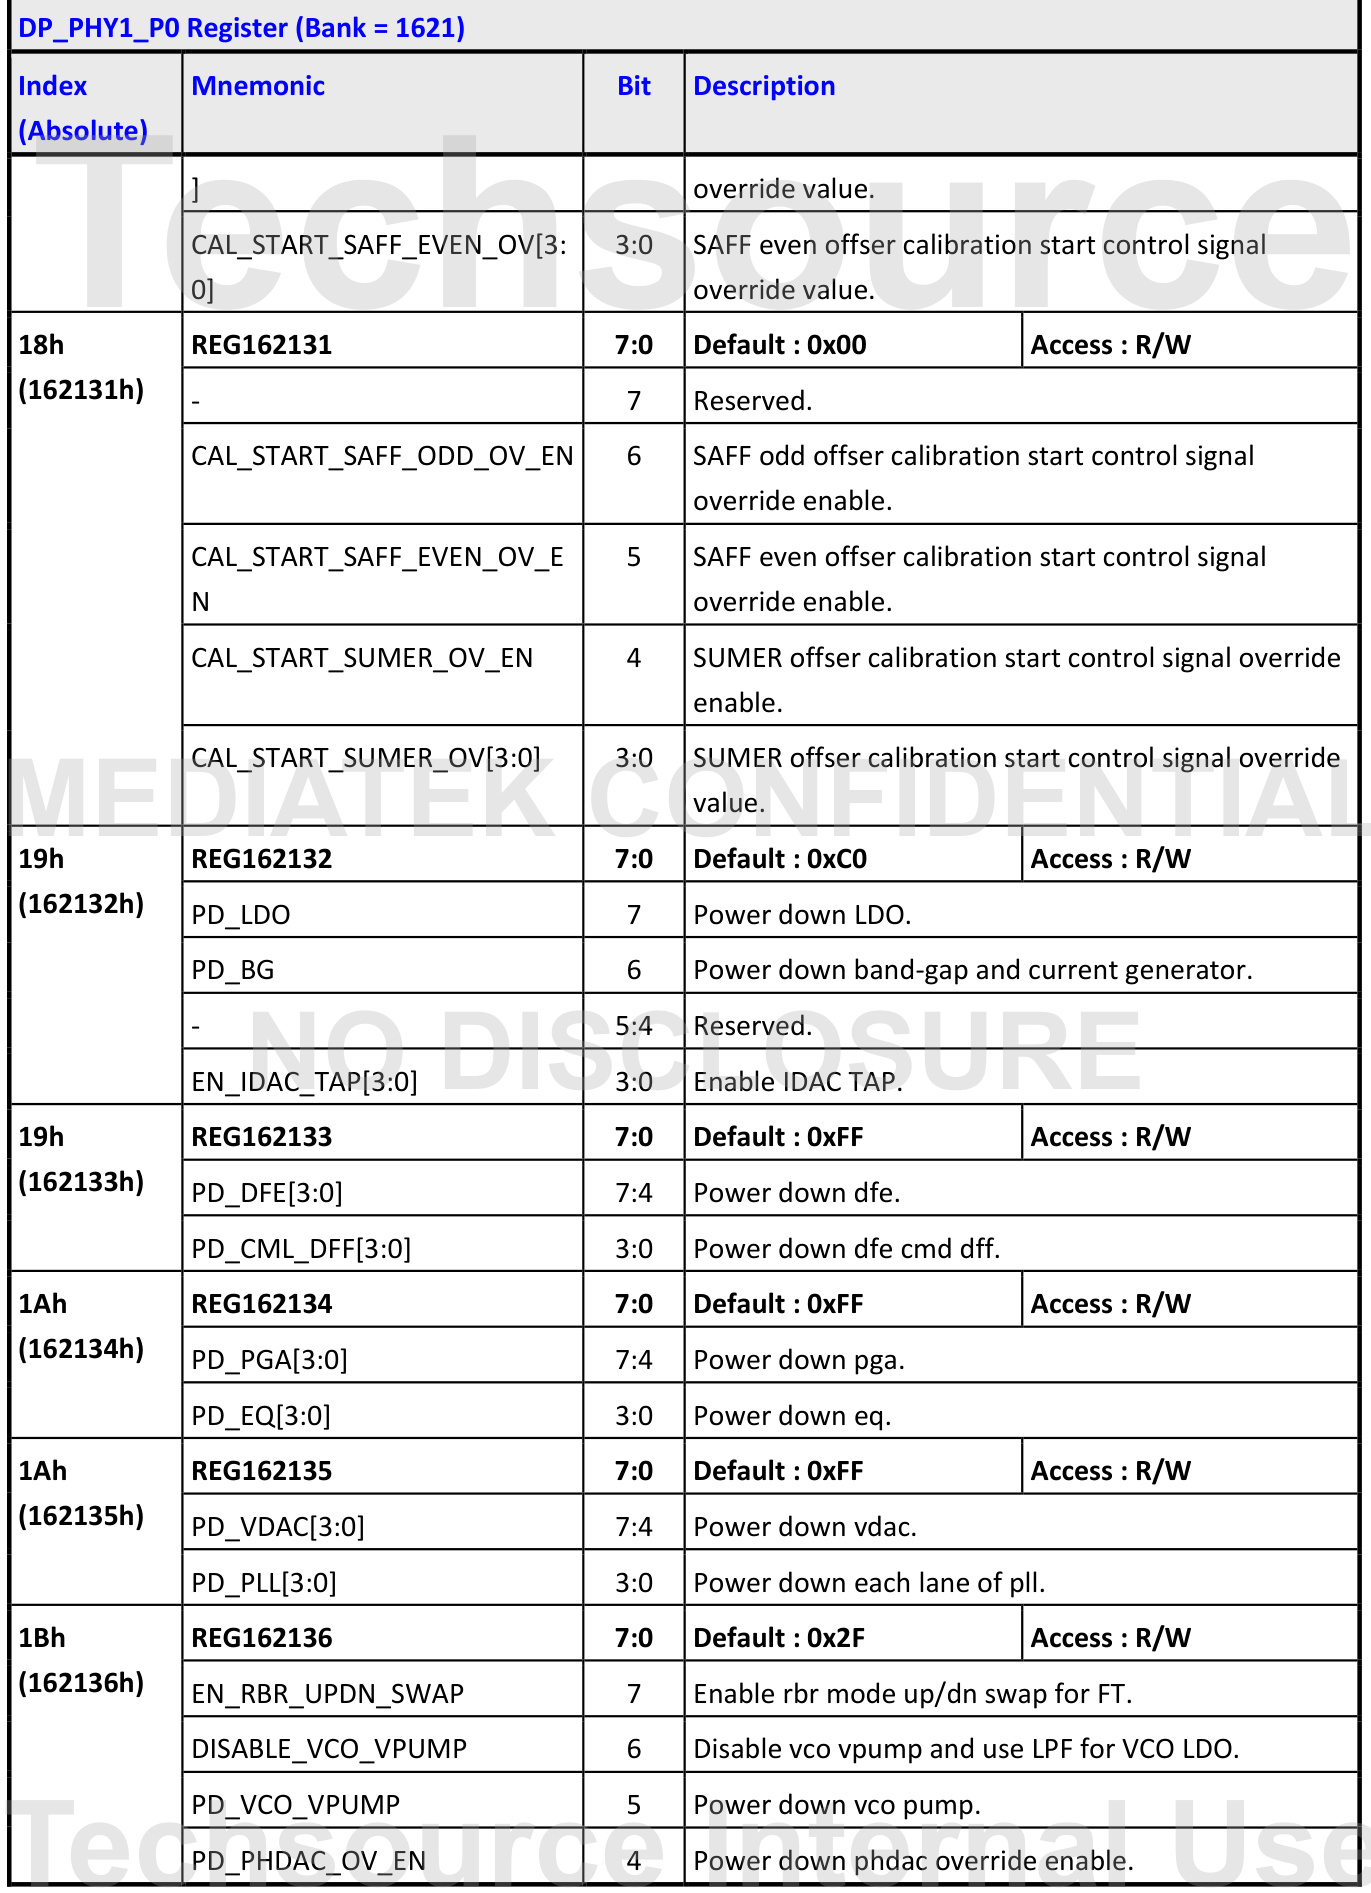 DP_PHY1_P0 Register (Bank = 1621)
Index
(Absolute)
Mnemonic
Bit
Description
]
override value.
CAL_START_SAFF_EVEN_OV[3:
0]
3:0
SAFF even offser calibration start control signal
override value.
18h
(162131h)
REG162131
7:0
Default : 0x00
Access : R/W
-
7
Reserved.
CAL_START_SAFF_ODD_OV_EN
6
SAFF odd offser calibration start control signal
override enable.
CAL_START_SAFF_EVEN_OV_E
N
5
SAFF even offser calibration start control signal
override enable.
CAL_START_SUMER_OV_EN
4
SUMER offser calibration start control signal override
enable.
CAL_START_SUMER_OV[3:0]
3:0
SUMER offser calibration start control signal override
value.
19h
(162132h)
REG162132
7:0
Default : 0xC0
Access : R/W
PD_LDO
7
Power down LDO.
PD_BG
6
Power down band-gap and current generator.
-
5:4
Reserved.
EN_IDAC_TAP[3:0]
3:0
Enable IDAC TAP.
19h
(162133h)
REG162133
7:0
Default : 0xFF
Access : R/W
PD_DFE[3:0]
7:4
Power down dfe.
PD_CML_DFF[3:0]
3:0
Power down dfe cmd dff.
1Ah
(162134h)
REG162134
7:0
Default : 0xFF
Access : R/W
PD_PGA[3:0]
7:4
Power down pga.
PD_EQ[3:0]
3:0
Power down eq.
1Ah
(162135h)
REG162135
7:0
Default : 0xFF
Access : R/W
PD_VDAC[3:0]
7:4
Power down vdac.
PD_PLL[3:0]
3:0
Power down each lane of pll.
1Bh
(162136h)
REG162136
7:0
Default : 0x2F
Access : R/W
EN_RBR_UPDN_SWAP
7
Enable rbr mode up/dn swap for FT.
DISABLE_VCO_VPUMP
6
Disable vco vpump and use LPF for VCO LDO.
PD_VCO_VPUMP
5
Power down vco pump.
PD_PHDAC_OV_EN
4
Power down phdac override enable.
Techsource
MEDIATEK CONFIDENTIAL
NO DISCLOSURE
Techsource Internal Use